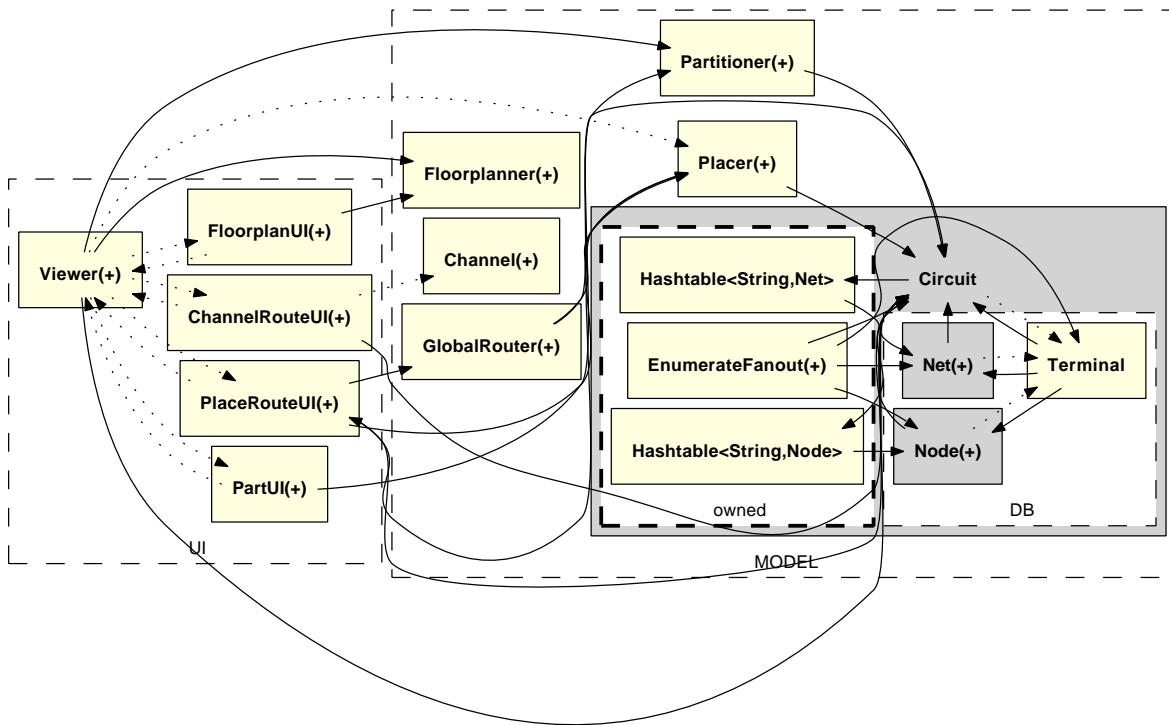 Partitioner(+)
Placer(+)
Floorplanner(+)
FloorplanUI(+)
Viewer(+)
Channel(+)
Hashtable<String,Net>
Circuit
ChannelRouteUI(+)
GlobalRouter(+)
EnumerateFanout(+)
Net(+)
Terminal
PlaceRouteUI(+)
Hashtable<String,Node>
Node(+)
PartUI(+)
owned
DB
UI
MODEL